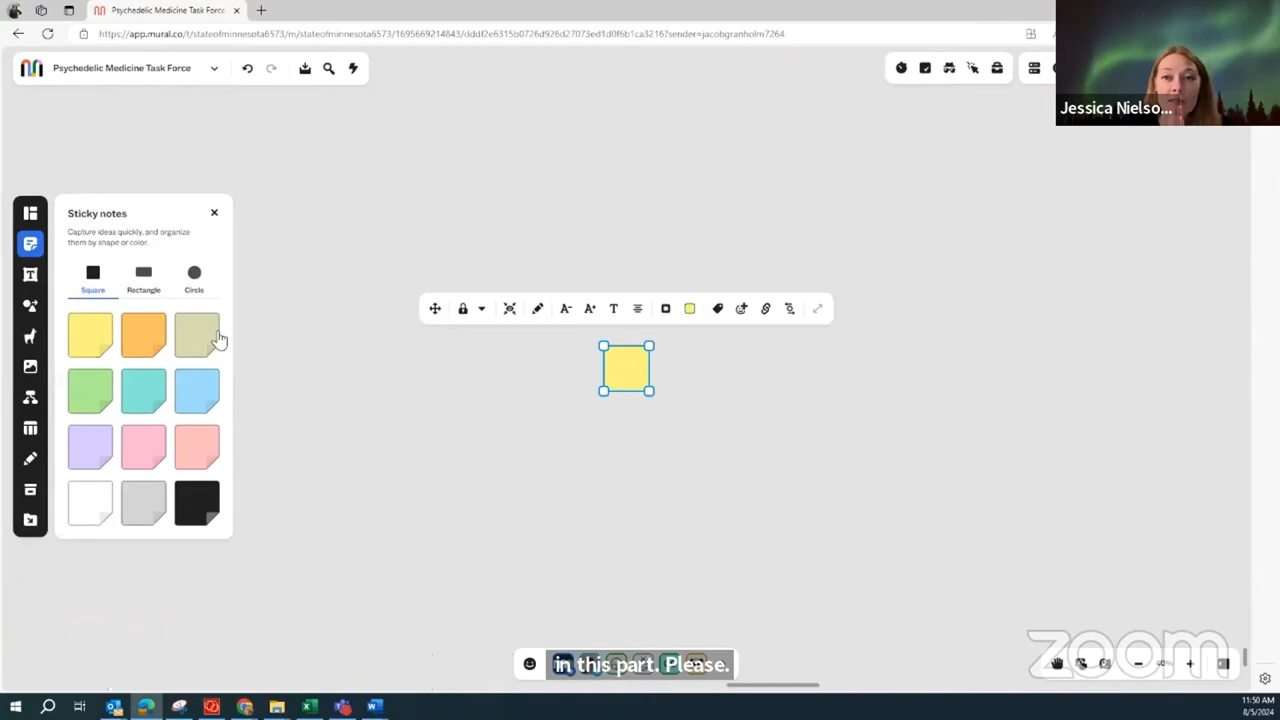 Psychedelic Medicine Task Force
https://app.mural.co/t/stateofminnesota6573/m/stateofminnesota6573/1695669214843/dddf2e6315b0726d926d27073ed1d0f6b1ca3216?sender=jacobgranholm7264
Psychedelic Medicine Task Force
Jessica Nielso...
Sticky notes
Capture ideas quickly, and organize
them by shape or color.
Square Rectangle Circle
in this part. Please.
zoom
11:50 AM
8/5/2024